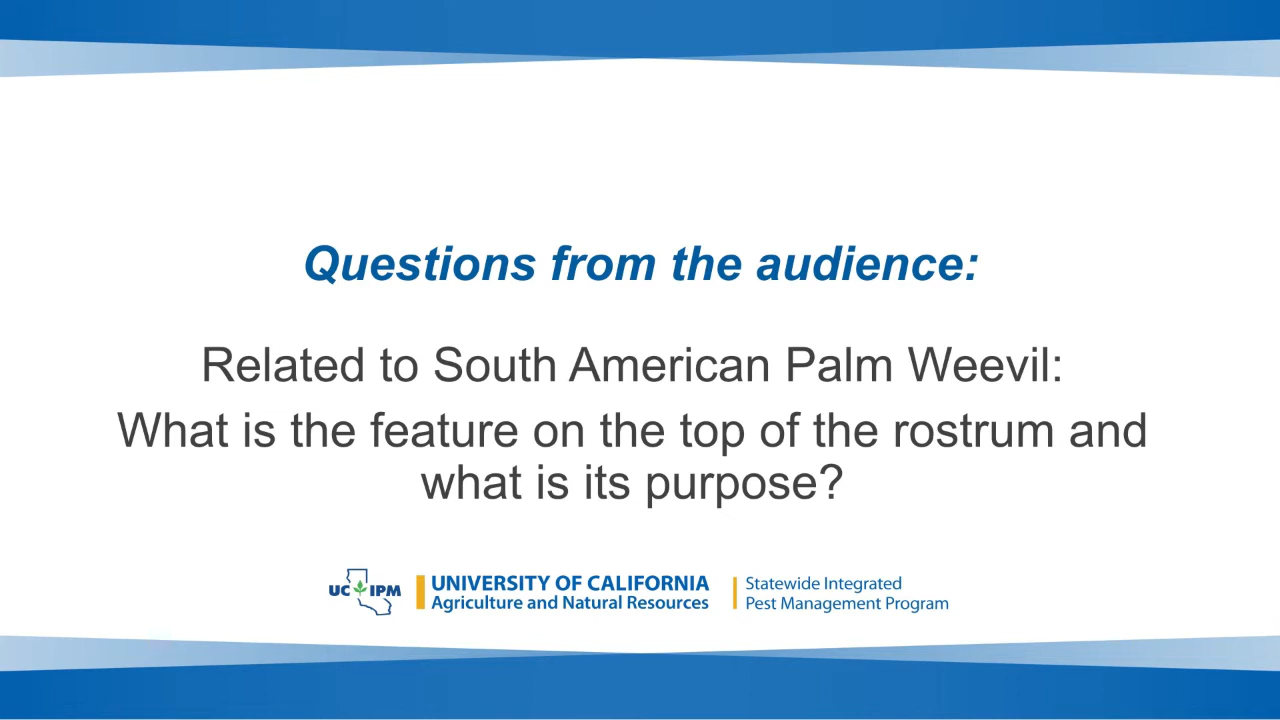 Questions from the audience:
Related to South American Palm Weevil:
What is the feature on the top of the rostrum and
what is its purpose?
UC IPM
UNIVERSITY OF CALIFORNIA
Agriculture and Natural Resources
Statewide Integrated
Pest Management Program